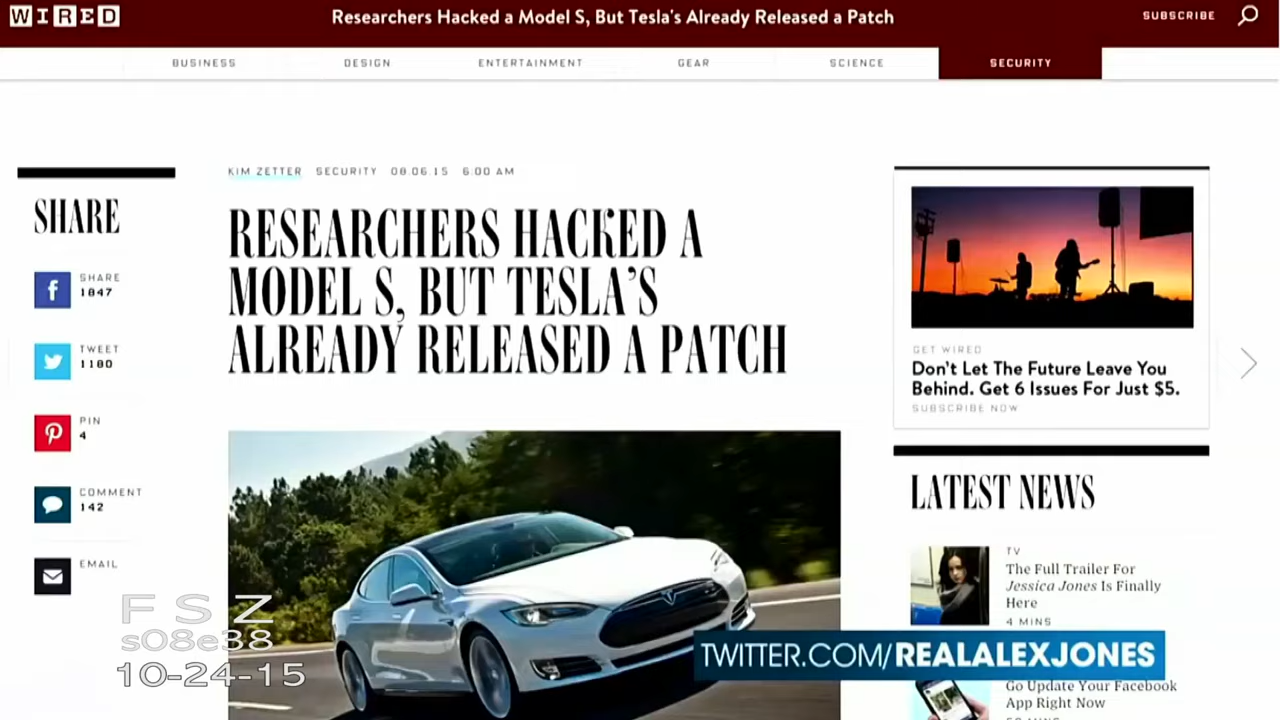 WIRED
Researchers Hacked a Model S, But Tesla's Already Released a Patch
SUBSCRIBE
BUSINESS
DESIGN
ENTERTAINMENT
GEAR
SCIENCE
SECURITY
KIM ZETTER SECURITY 08.06.15 6:00 AM
RESEARCHERS HACKED A
MODEL S, BUT TESLA'S
ALREADY RELEASED A PATCH
SHARE
SHARE
1847
TWEET
1180
PIN
4
COMMENT
142
EMAIL
GET WIRED
Don't Let The Future Leave You
Behind. Get 6 Issues For Just $5.
SUBSCRIBE NOW
LATEST NEWS
TV
The Full Trailer For
Jessica Jones Is Finally
Here
4 MINS
Go Update Your Facebook
App Right Now
FSZ
s08e38
10-24-15
TWITTER.COM/REALALEXJONES